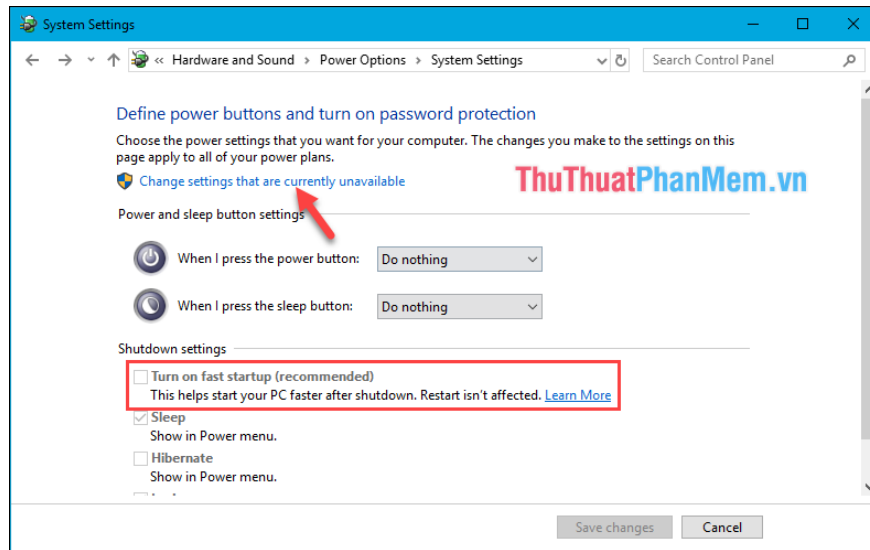 System Settings
« Hardware and Sound > Power Options > System Settings
Search Control Panel
Define power buttons and turn on password protection
Choose the power settings that you want for your computer. The changes you make to the settings on this
page apply to all of your power plans.
Change settings that are currently unavailable
ThuThuatPhanMem.vn
Power and sleep button settings
When I press the power button: Do nothing
When I press the sleep button: Do nothing
Shutdown settings
Turn on fast startup (recommended)
This helps start your PC faster after shutdown. Restart isn't affected. Learn More
Sleep
Show in Power menu.
Hibernate
Show in Power menu.
Save changes Cancel